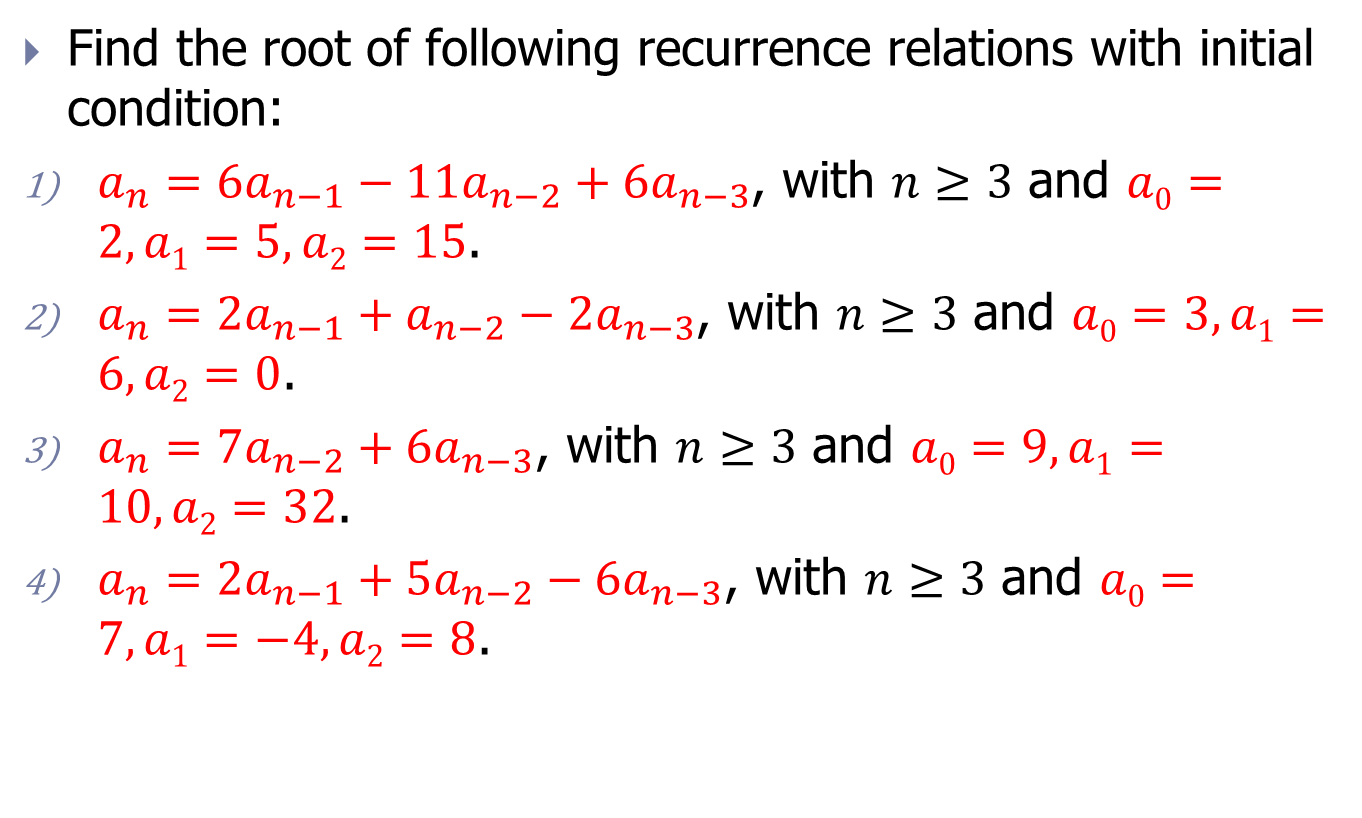 Find the root of following recurrence relations with initial
condition:
1) aₙ = 6aₙ₋₁ − 11aₙ₋₂ + 6aₙ₋₃, with n ≥ 3 and a₀ =
2, a₁ = 5, a₂ = 15.
2) aₙ = 2aₙ₋₁ + aₙ₋₂ − 2aₙ₋₃, with n ≥ 3 and a₀ = 3, a₁ =
6, a₂ = 0.
3) aₙ = 7aₙ₋₂ + 6aₙ₋₃, with n ≥ 3 and a₀ = 9, a₁ =
10, a₂ = 32.
4) aₙ = 2aₙ₋₁ + 5aₙ₋₂ − 6aₙ₋₃, with n ≥ 3 and a₀ =
7, a₁ = −4, a₂ = 8.